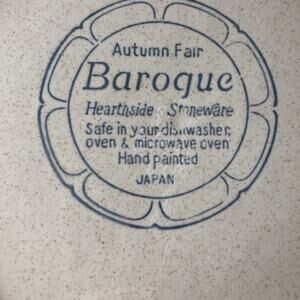 Autumn Fair
Baroque
Hearthside Stoneware
Safe in your dishwasher,
oven & microwave oven
Hand painted
JAPAN